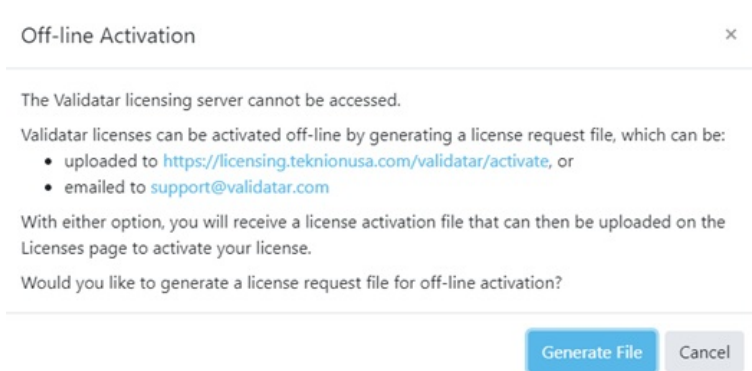 Off-line Activation
×
The Validatar licensing server cannot be accessed.
Validatar licenses can be activated off-line by generating a license request file, which can be:
• uploaded to https://licensing.teknionusa.com/validatar/activate, or
• emailed to support@validatar.com
With either option, you will receive a license activation file that can then be uploaded on the
Licenses page to activate your license.
Would you like to generate a license request file for off-line activation?
Generate File Cancel